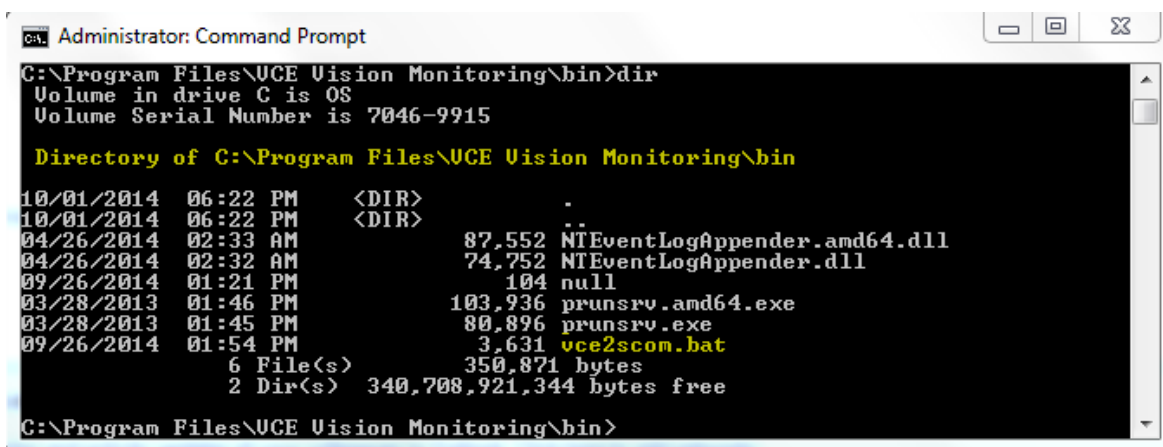 Administrator: Command Prompt
C:\Program Files\VCE Vision Monitoring\bin>dir
 Volume in drive C is OS
 Volume Serial Number is 7046-9915
 Directory of C:\Program Files\VCE Vision Monitoring\bin
10/01/2014  06:22 PM    <DIR>          .
10/01/2014  06:22 PM    <DIR>          ..
04/26/2014  02:33 AM            87,552 NTEventLogAppender.amd64.dll
04/26/2014  02:32 AM            74,752 NTEventLogAppender.dll
09/26/2014  01:21 PM               104 null
03/28/2013  01:46 PM           103,936 prunsrv.amd64.exe
03/28/2013  01:45 PM            80,896 prunsrv.exe
09/26/2014  01:54 PM             3,631 vce2scom.bat
               6 File(s)        350,871 bytes
               2 Dir(s)  340,708,921,344 bytes free
C:\Program Files\VCE Vision Monitoring\bin>